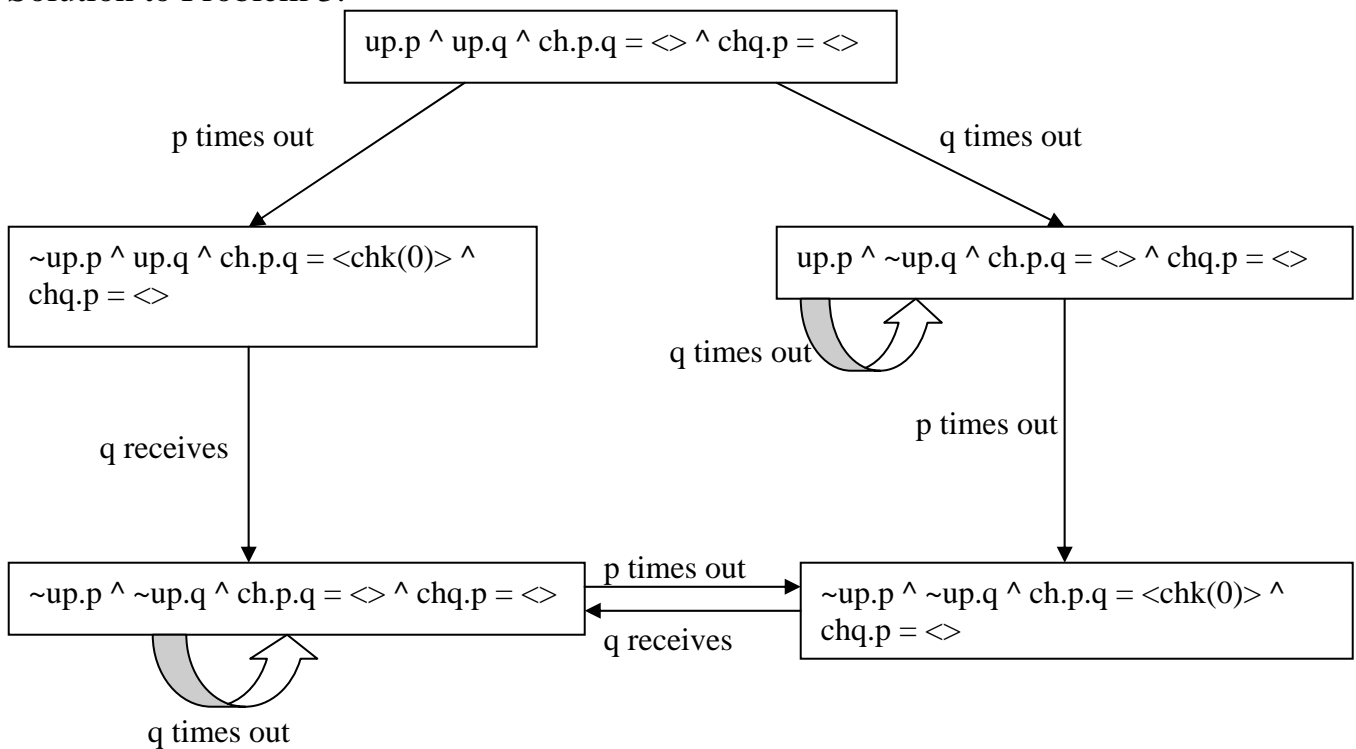 Solution to Problem 3:
up.p ^ up.q ^ ch.p.q = <> ^ chq.p = <>
p times out
q times out
~up.p ^ up.q ^ ch.p.q = <chk(0)> ^
chq.p = <>
up.p ^ ~up.q ^ ch.p.q = <> ^ chq.p = <>
q times out
p times out
q receives
~up.p ^ ~up.q ^ ch.p.q = <> ^ chq.p = <>
p times out
q receives
~up.p ^ ~up.q ^ ch.p.q = <chk(0)> ^
chq.p = <>
q times out